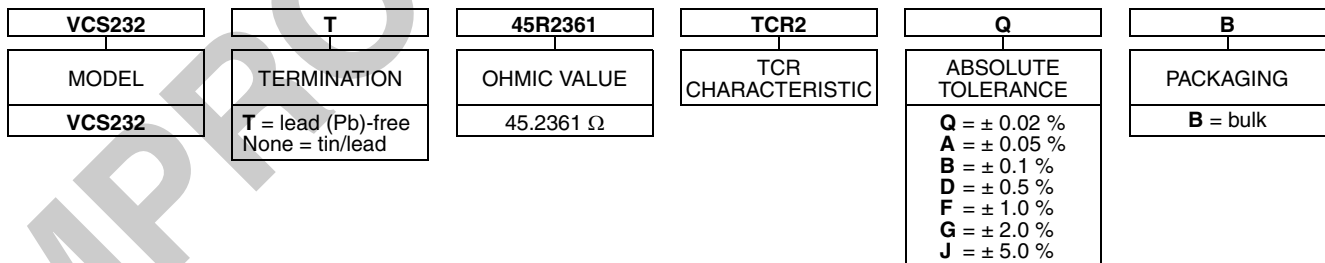 VCS232 T 45R2361 TCR2 Q B
MODEL TERMINATION OHMIC VALUE TCR CHARACTERISTIC ABSOLUTE TOLERANCE PACKAGING
VCS232
T = lead (Pb)-free
None = tin/lead
45.2361 Ω
Q = ± 0.02 %
A = ± 0.05 %
B = ± 0.1 %
D = ± 0.5 %
F = ± 1.0 %
G = ± 2.0 %
J = ± 5.0 %
B = bulk
MPRO